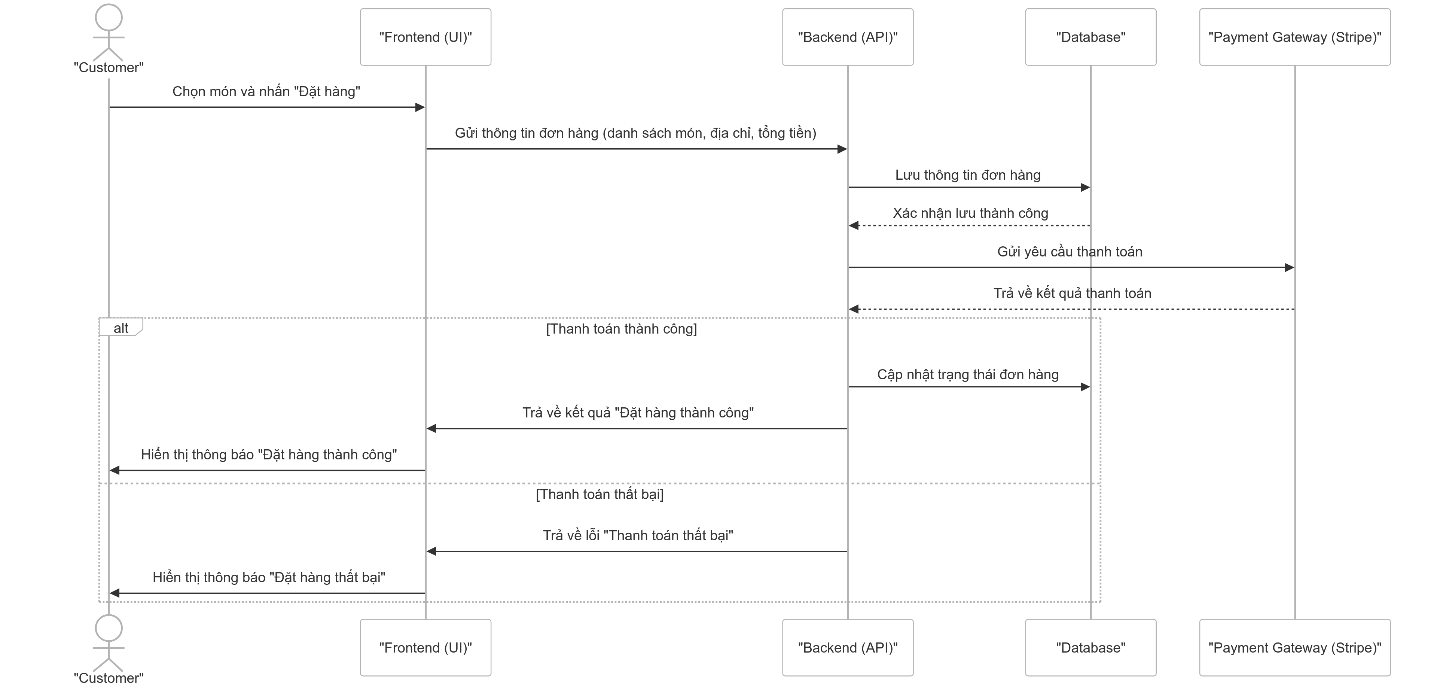 "Customer"
"Frontend (UI)"
"Backend (API)"
"Database"
"Payment Gateway (Stripe)"
Chọn món và nhấn "Đặt hàng"
Gửi thông tin đơn hàng (danh sách món, địa chỉ, tổng tiền)
Lưu thông tin đơn hàng
Xác nhận lưu thành công
Gửi yêu cầu thanh toán
Trả về kết quả thanh toán
alt
[Thanh toán thành công]
Cập nhật trạng thái đơn hàng
Trả về kết quả "Đặt hàng thành công"
Hiển thị thông báo "Đặt hàng thành công"
[Thanh toán thất bại]
Trả về lỗi "Thanh toán thất bại"
Hiển thị thông báo "Đặt hàng thất bại"
"Customer"
"Frontend (UI)"
"Backend (API)"
"Database"
"Payment Gateway (Stripe)"